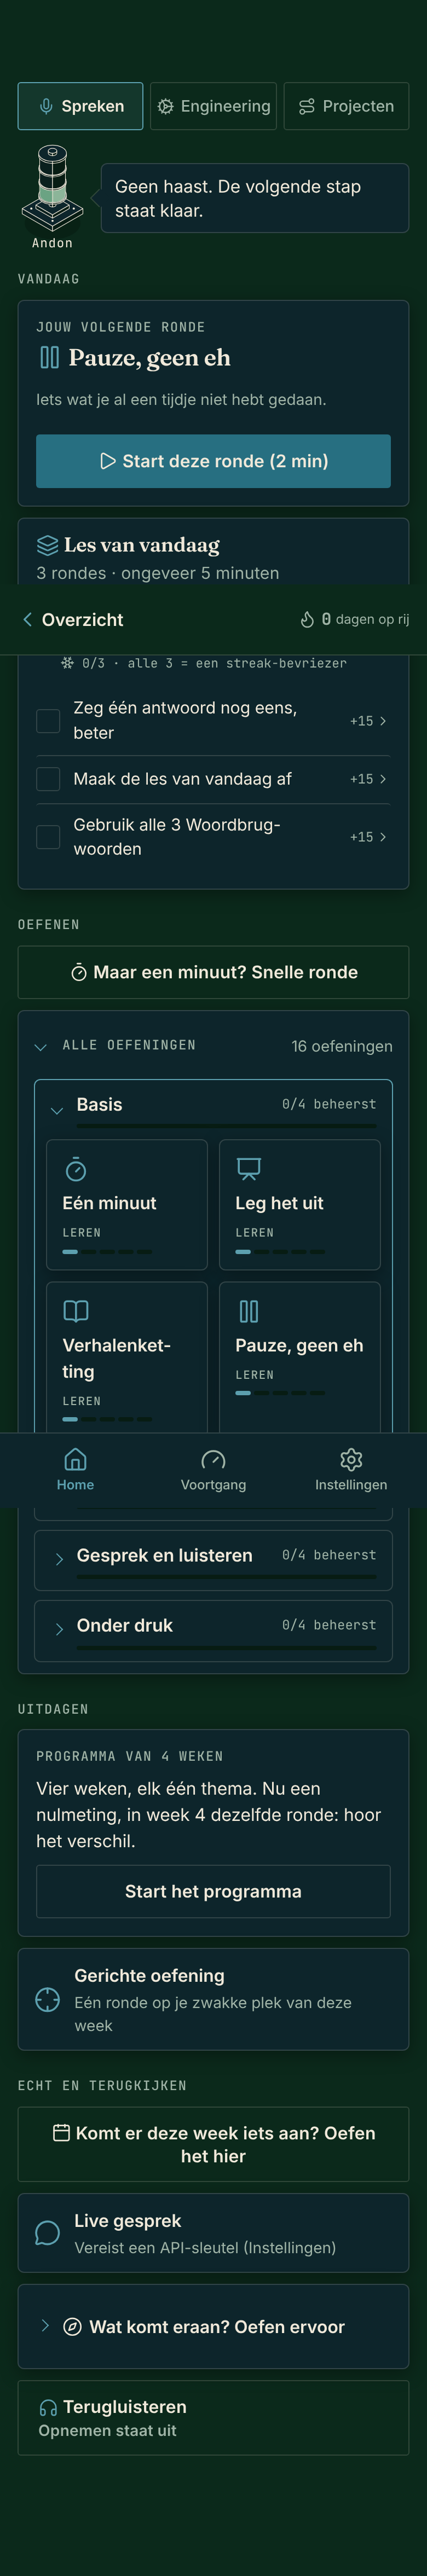 Spreken
Engineering
Projecten
Geen haast. De volgende stap
staat klaar.
Andon
VANDAAG
JOUW VOLGENDE RONDE
Pauze, geen eh
Iets wat je al een tijdje niet hebt gedaan.
Start deze ronde (2 min)
Les van vandaag
3 rondes · ongeveer 5 minuten
Overzicht
0 dagen op rij
0/3 · alle 3 = een streak-bevriezer
Zeg één antwoord nog eens,
beter
+15
Maak de les van vandaag af
+15
Gebruik alle 3 Woordbrug-
woorden
+15
OEFENEN
Maar een minuut? Snelle ronde
ALLE OEFENINGEN
16 oefeningen
Basis
0/4 beheerst
Eén minuut
LEREN
Leg het uit
LEREN
Verhalenket-
ting
LEREN
Pauze, geen eh
LEREN
Home
Voortgang
Instellingen
Gesprek en luisteren
0/4 beheerst
Onder druk
0/4 beheerst
UITDAGEN
PROGRAMMA VAN 4 WEKEN
Vier weken, elk één thema. Nu een
nulmeting, in week 4 dezelfde ronde: hoor
het verschil.
Start het programma
Gerichte oefening
Eén ronde op je zwakke plek van deze
week
ECHT EN TERUGKIJKEN
Komt er deze week iets aan? Oefen
het hier
Live gesprek
Vereist een API-sleutel (Instellingen)
Wat komt eraan? Oefen ervoor
Terugluisteren
Opnemen staat uit